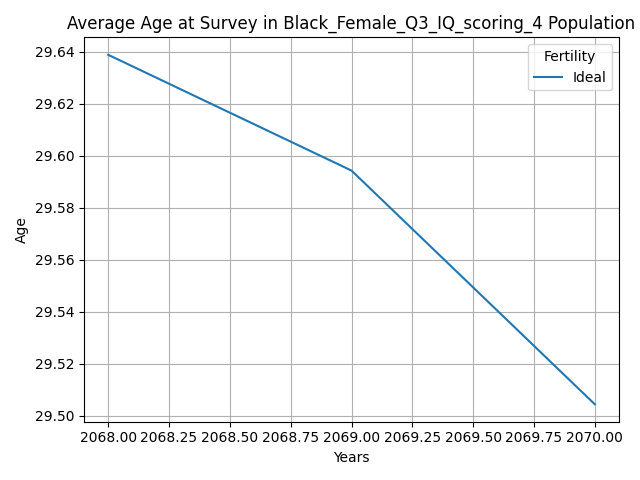 Average Age at Survey in Black_Female_Q3_IQ_scoring_4 Population
Fertility
Ideal
29.64
29.62
29.60
29.58
29.56
29.54
29.52
29.50
Age
2068.00 2068.25 2068.50 2068.75 2069.00 2069.25 2069.50 2069.75 2070.00
Years